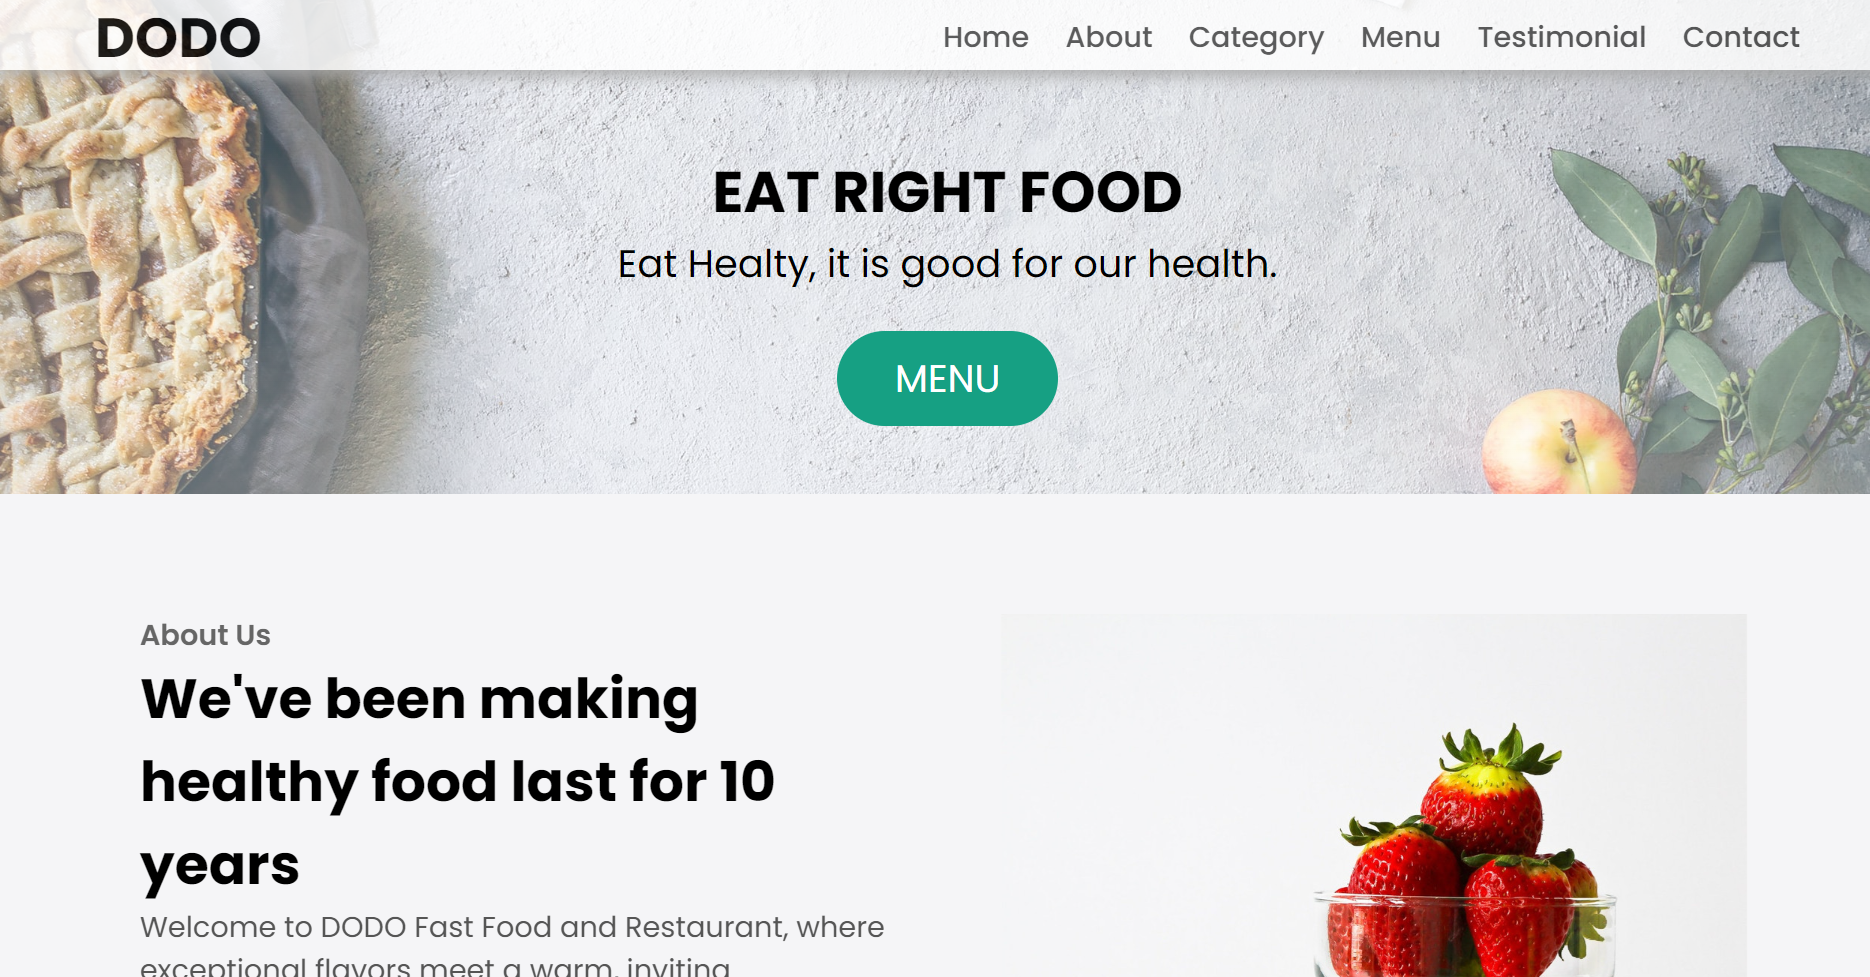 DODO
Home About Category Menu Testimonial Contact
EAT RIGHT FOOD
Eat Healty, it is good for our health.
MENU
About Us
We've been making
healthy food last for 10
years
Welcome to DODO Fast Food and Restaurant, where
exceptional flavors meet a warm, inviting